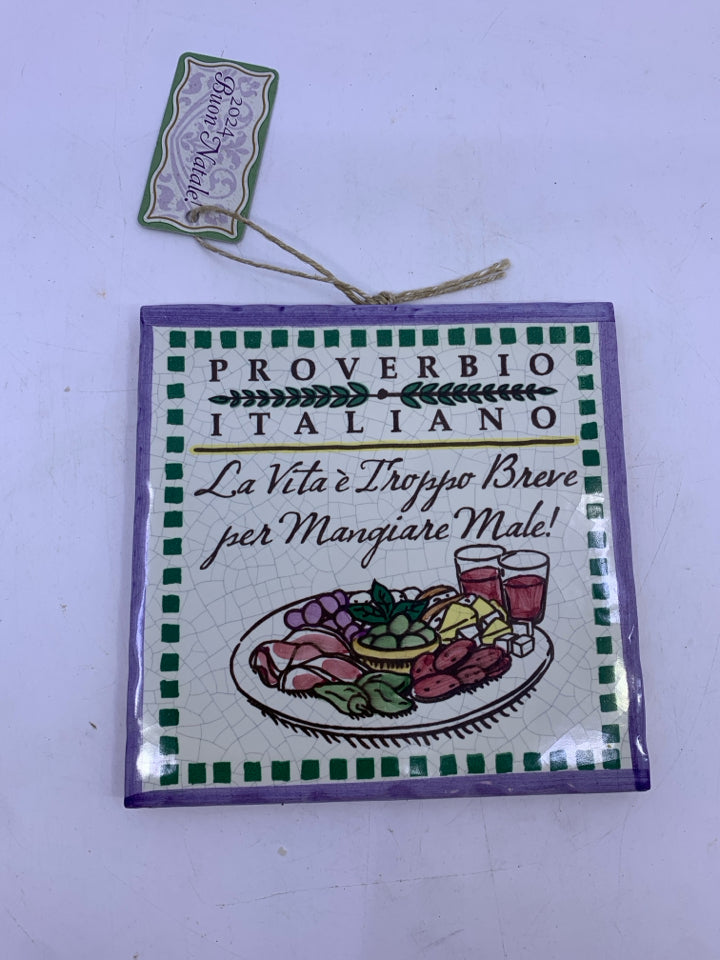 2024
Buon Natale!
PROVERBIO
ITALIANO
La Vita è Troppo Breve
per Mangiare Male!